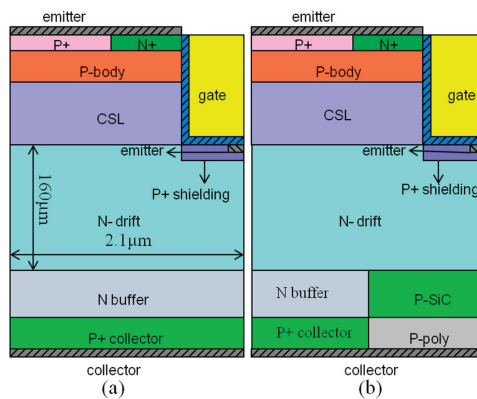 emitter
P+
N+
P-body
gate
CSL
emitter
P+ shielding
160μm
N- drift
2.1μm
N buffer
P+ collector
collector
(a)
emitter
P+
N+
P-body
gate
CSL
emitter
P+ shielding
N- drift
N buffer
P-SiC
P+ collector
P-poly
collector
(b)